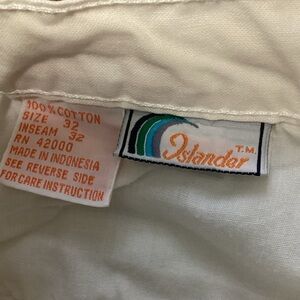 100% COTTON
SIZE 32
INSEAM 32
RN 42000
MADE IN INDONESIA
SEE REVERSE SIDE
FOR CARE INSTRUCTION
Islander T.M.